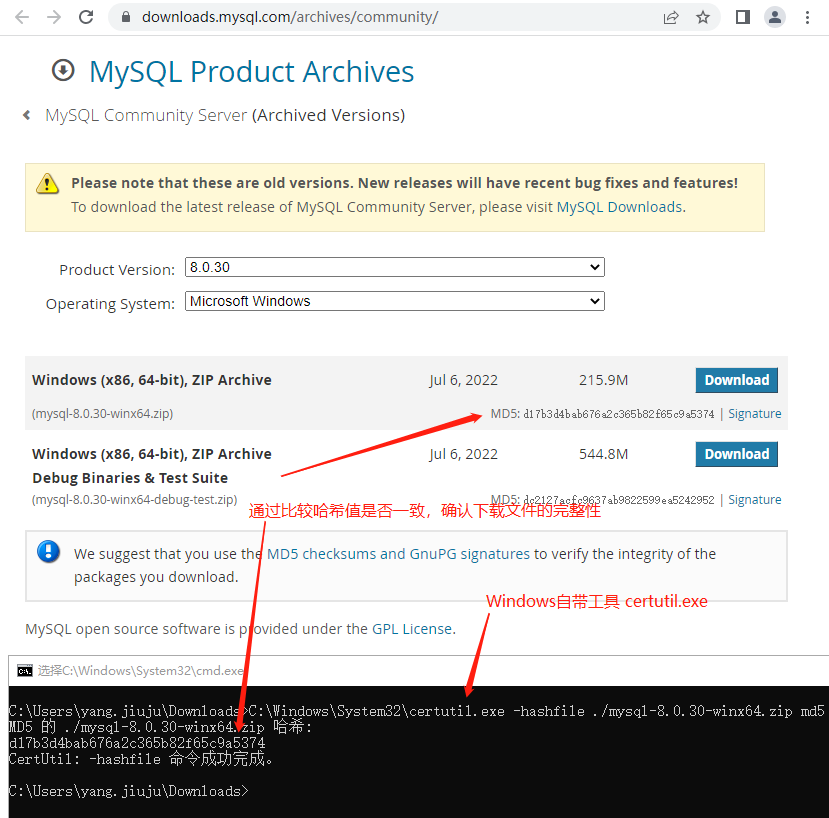 downloads.mysql.com/archives/community/
MySQL Product Archives
MySQL Community Server (Archived Versions)
Please note that these are old versions. New releases will have recent bug fixes and features!
To download the latest release of MySQL Community Server, please visit MySQL Downloads.
Product Version: 8.0.30
Operating System: Microsoft Windows
Windows (x86, 64-bit), ZIP Archive Jul 6, 2022 215.9M Download
(mysql-8.0.30-winx64.zip) MD5: d17b3d4bab676a2c365b82f65c9a5374 | Signature
Windows (x86, 64-bit), ZIP Archive Jul 6, 2022 544.8M Download
Debug Binaries & Test Suite
(mysql-8.0.30-winx64-debug-test.zip) MD5: dc2127acfc9637ab9822599ea5242952 | Signature
通过比较哈希值是否一致，确认下载文件的完整性
We suggest that you use the MD5 checksums and GnuPG signatures to verify the integrity of the
packages you download.
Windows自带工具 certutil.exe
MySQL open source software is provided under the GPL License.
选择C:\Windows\System32\cmd.exe
C:\Users\yang.jiuju\Downloads>C:\Windows\System32\certutil.exe -hashfile ./mysql-8.0.30-winx64.zip md5
MD5 的 ./mysql-8.0.30-winx64.zip 哈希:
d17b3d4bab676a2c365b82f65c9a5374
CertUtil: -hashfile 命令成功完成。
C:\Users\yang.jiuju\Downloads>